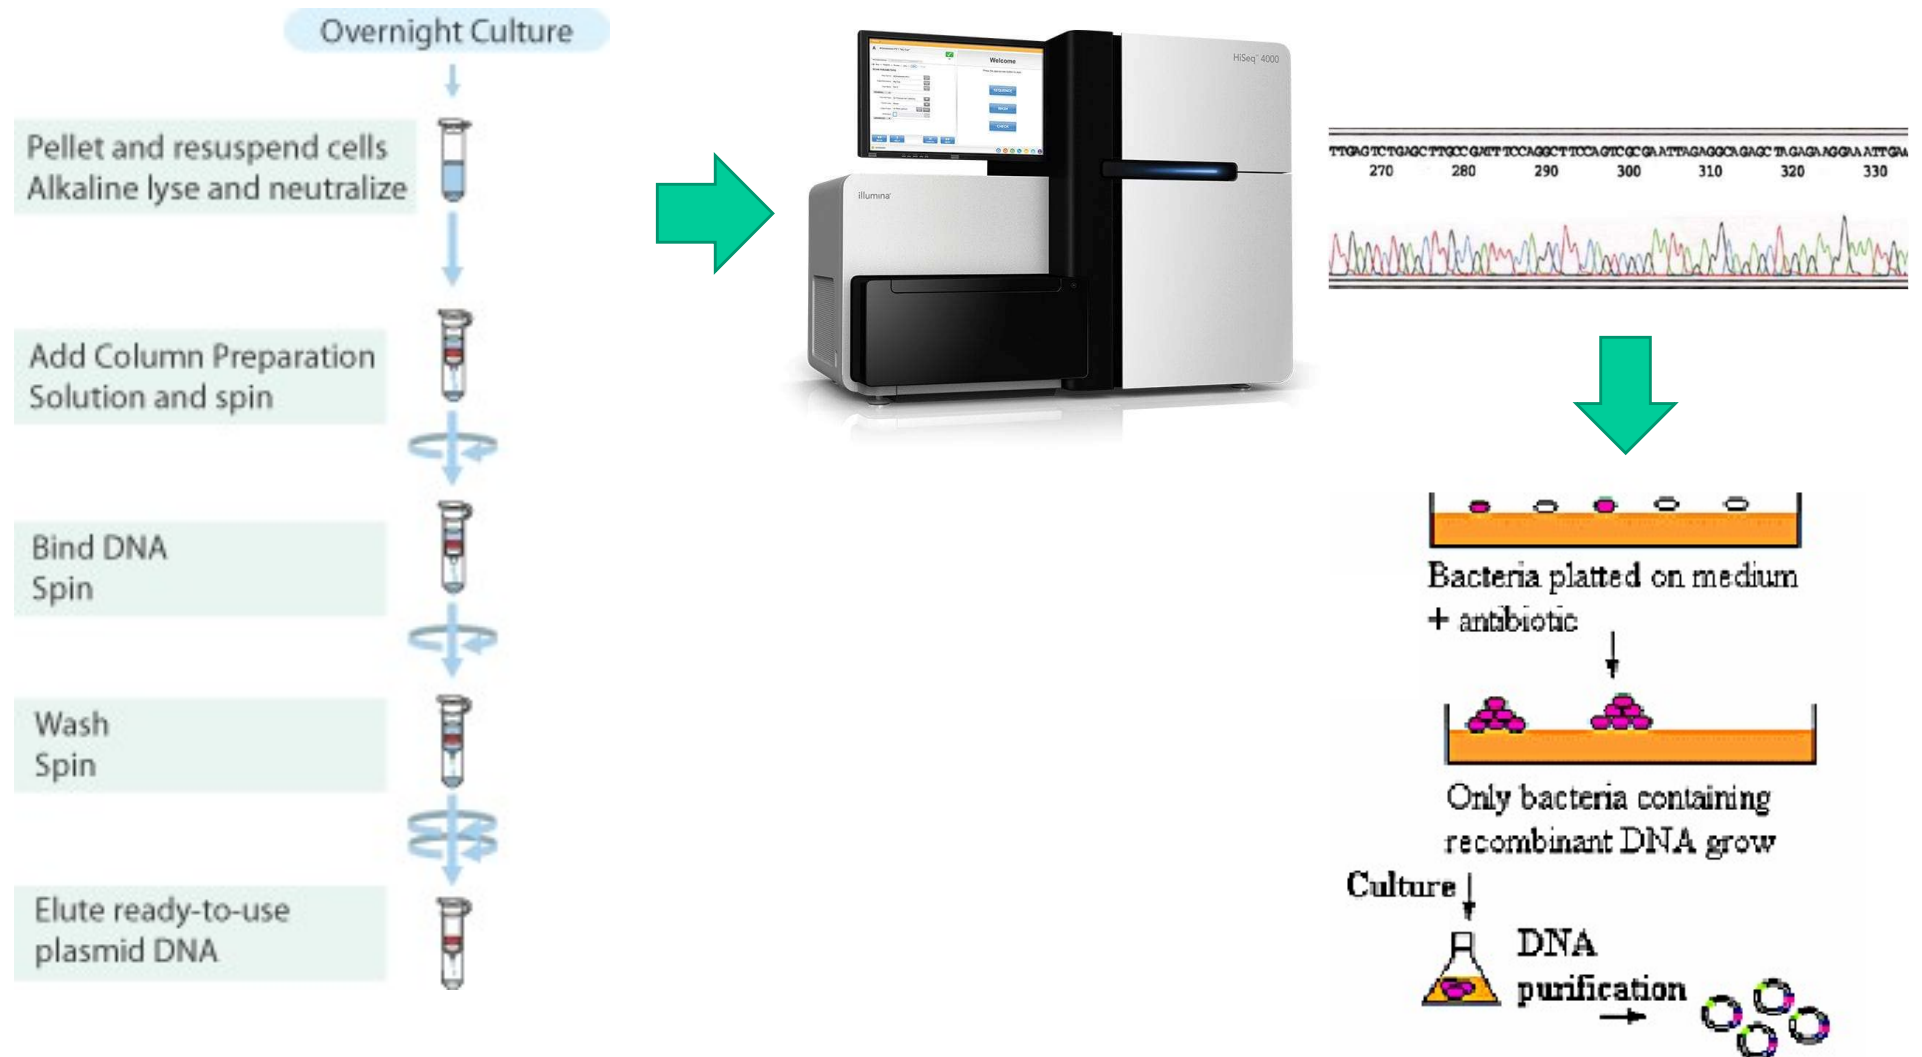 Overnight Culture
Pellet and resuspend cells
Alkaline lyse and neutralize
Add Column Preparation
Solution and spin
Bind DNA
Spin
Wash
Spin
Elute ready-to-use
plasmid DNA
Welcome
HiSeq 4000
illumina
TTGAGTCTGAGCTTGCCGATTTCCAGGCTTCCAGTCGCGAATTAGAGGCAGAGCTAGAGAAGGAAATTGA
270 280 290 300 310 320 330
Bacteria platted on medium
+ antibiotic
Only bacteria containing
recombinant DNA grow
Culture
DNA
purification